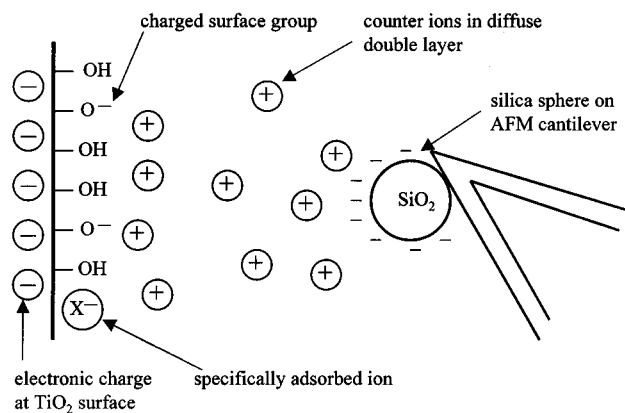 charged surface group
counter ions in diffuse
double layer
silica sphere on
AFM cantilever
OH
O−
OH
OH
O−
OH
− − − − −
+ + + + + + + + + +
SiO2
− − − − − − − − −
X−
electronic charge
at TiO2 surface
specifically adsorbed ion